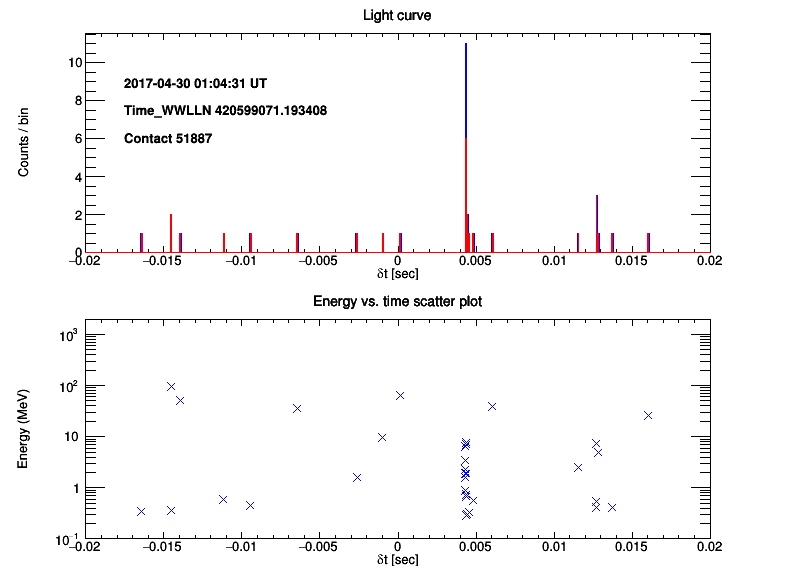 Light curve
Counts / bin
10
8
6
4
2
0
2017-04-30 01:04:31 UT
Time_WWLLN 420599071.193408
Contact 51887
−0.02 −0.015 −0.01 −0.005 0 0.005 0.01 0.015 0.02
δt [sec]
Energy vs. time scatter plot
Energy (MeV)
10³
10²
10
1
10⁻¹
−0.02 −0.015 −0.01 −0.005 0 0.005 0.01 0.015 0.02
δt [sec]